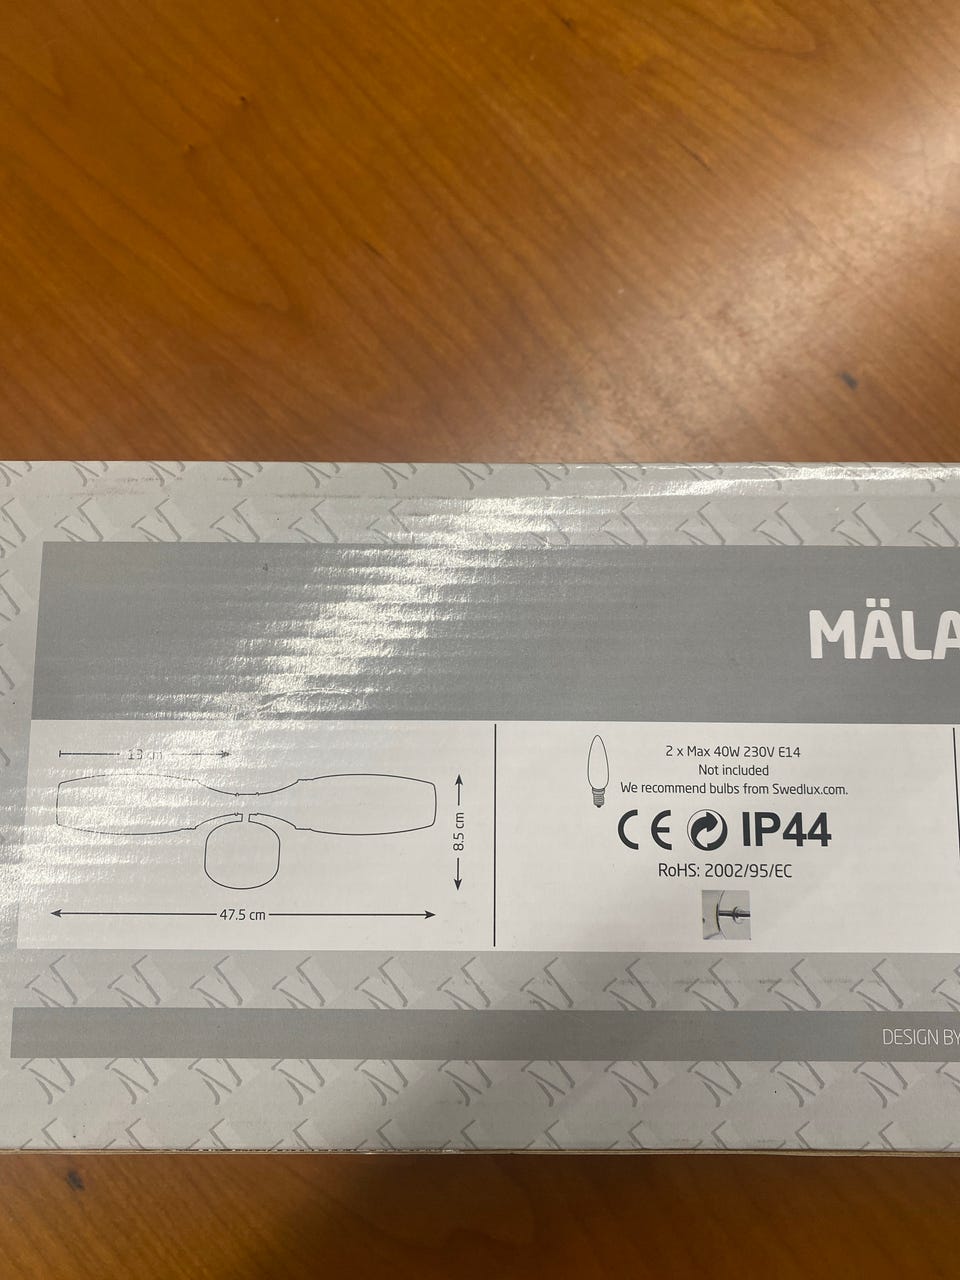 MÄLA
2 x Max 40W 230V E14
Not included
We recommend bulbs from Swedlux.com.
8.5 cm
CE IP44
RoHS: 2002/95/EC
47.5 cm
DESIGN BY